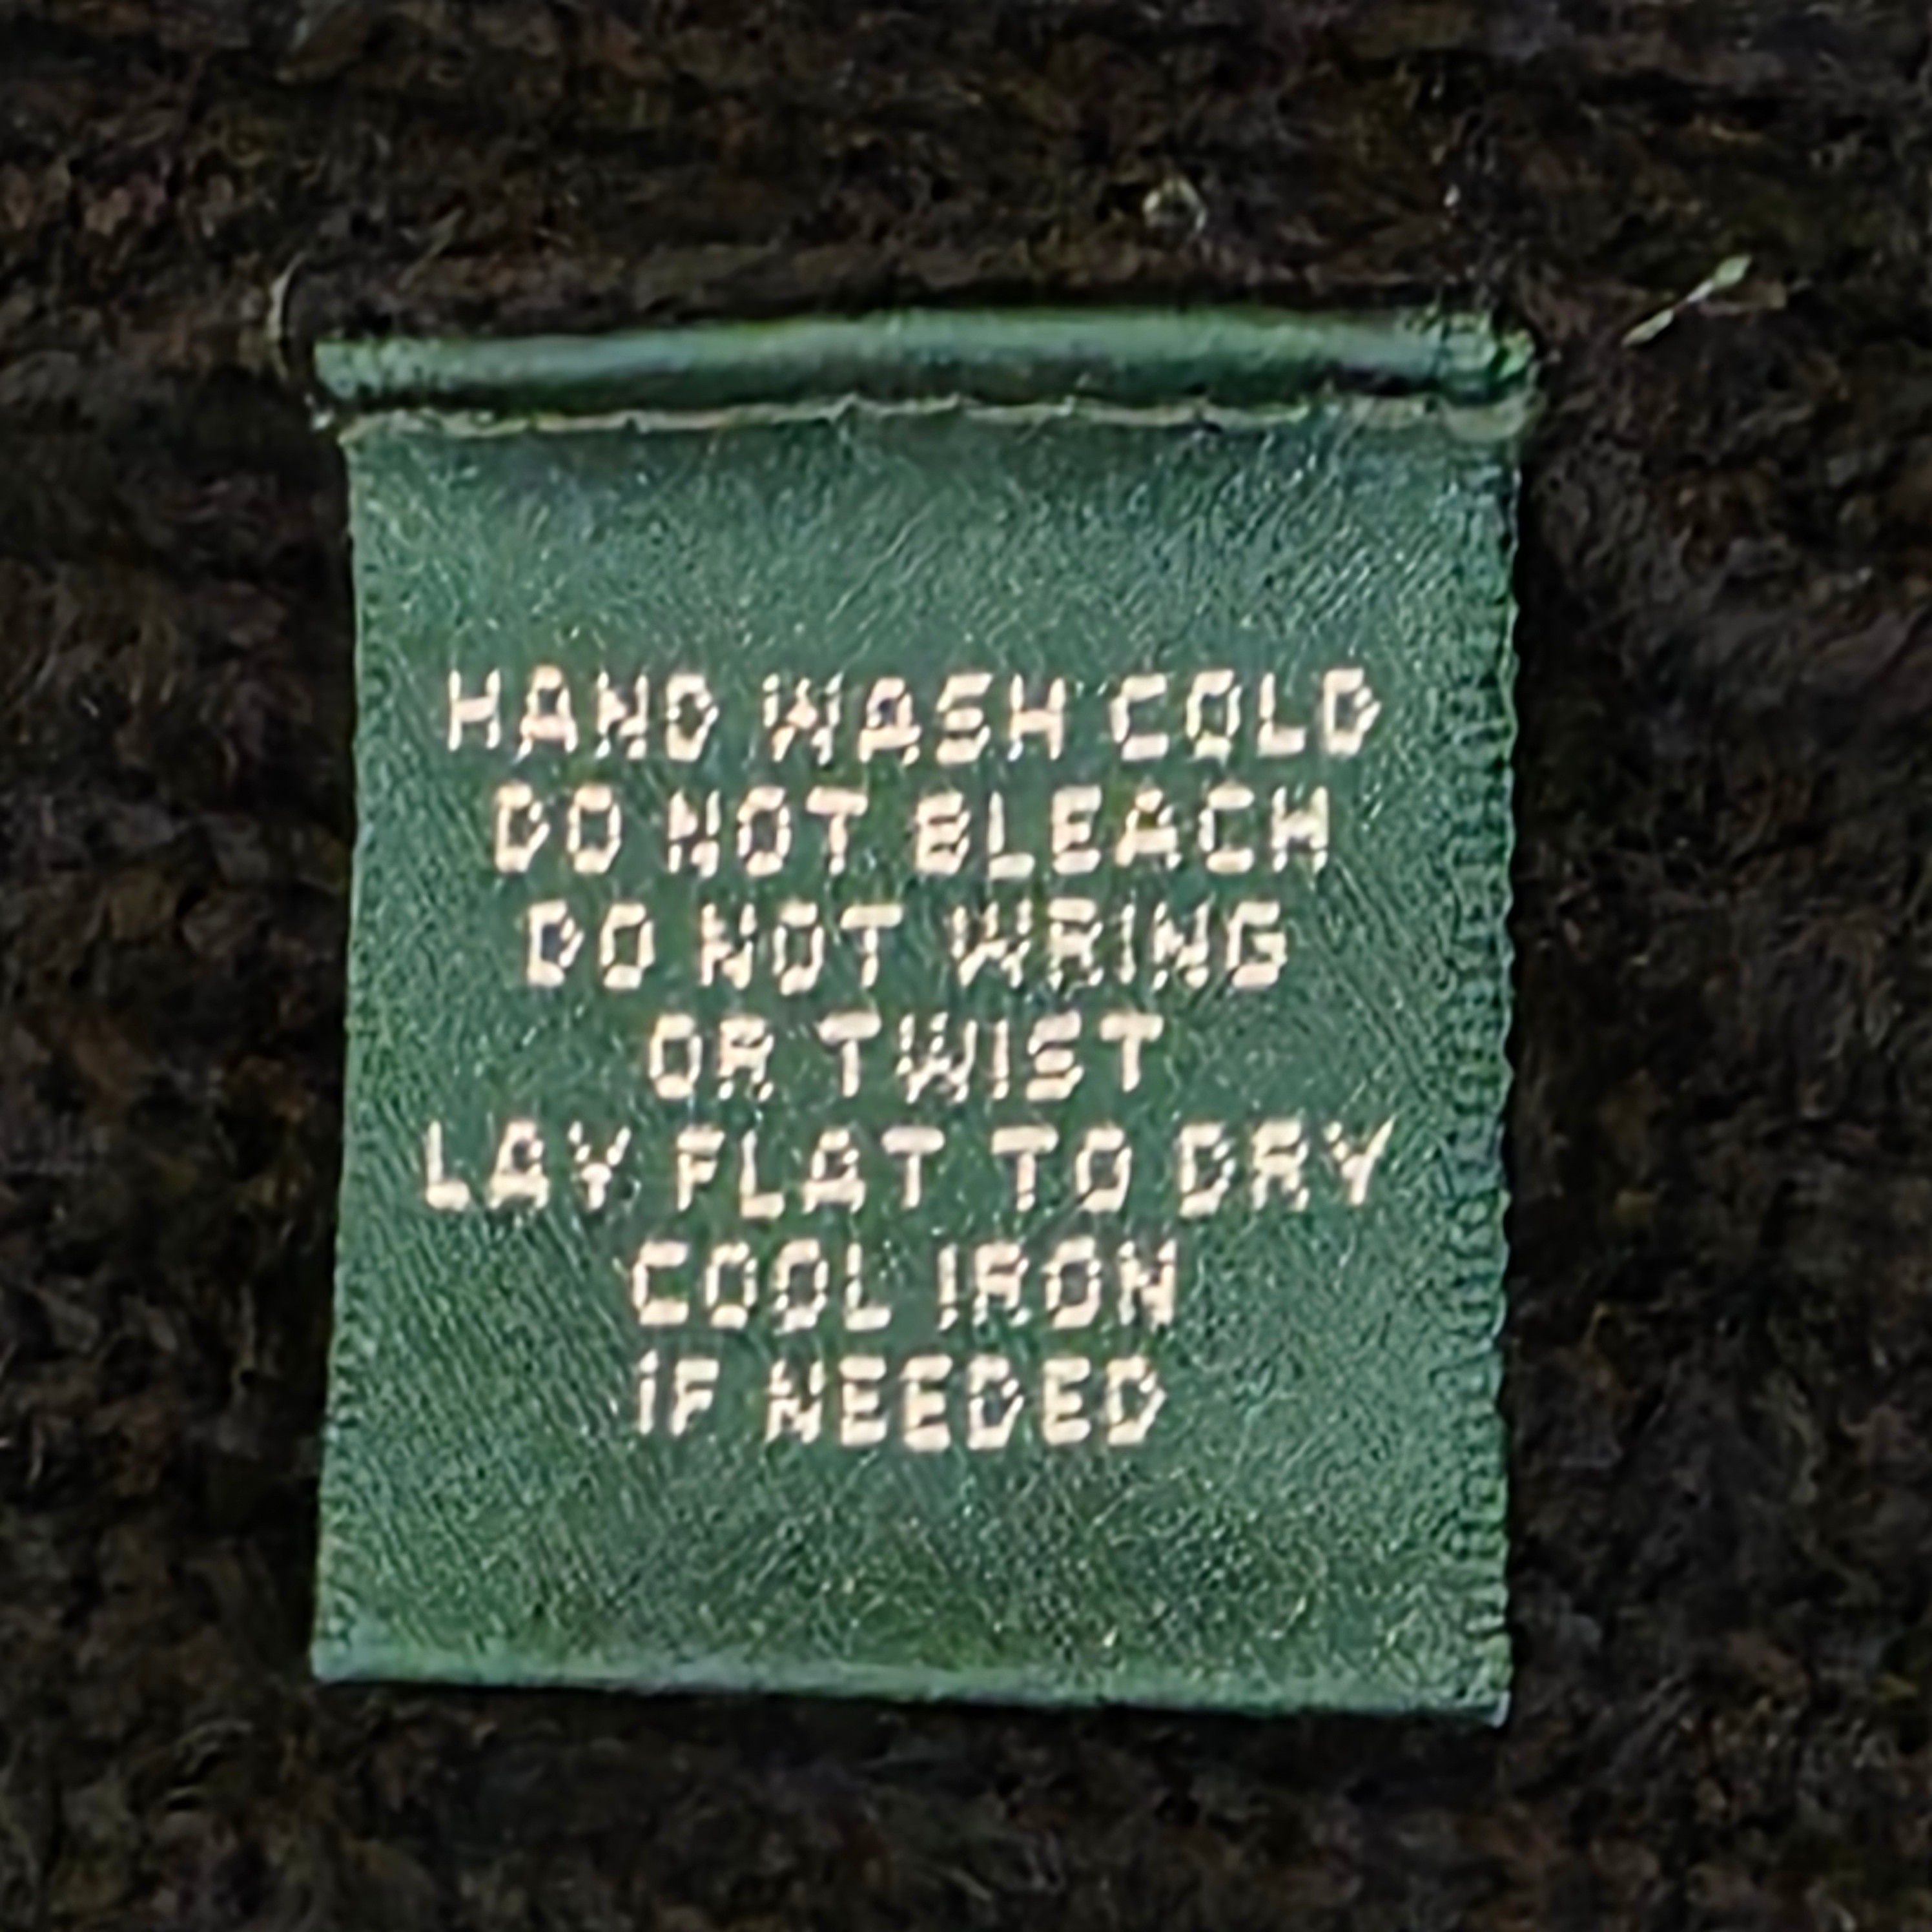 HAND WASH COLD
DO NOT BLEACH
DO NOT WRING
OR TWIST
LAY FLAT TO DRY
COOL IRON
IF NEEDED